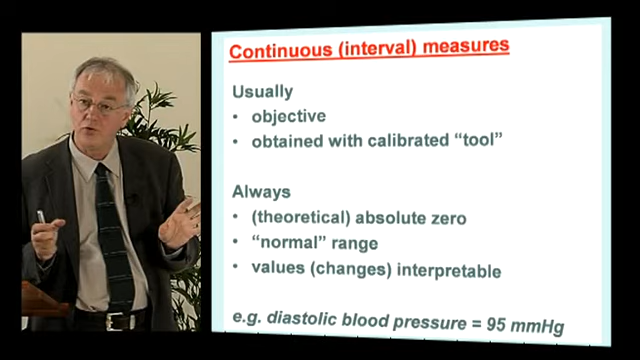 Continuous (interval) measures
Usually
• objective
• obtained with calibrated “tool”
Always
• (theoretical) absolute zero
• “normal” range
• values (changes) interpretable
e.g. diastolic blood pressure = 95 mmHg